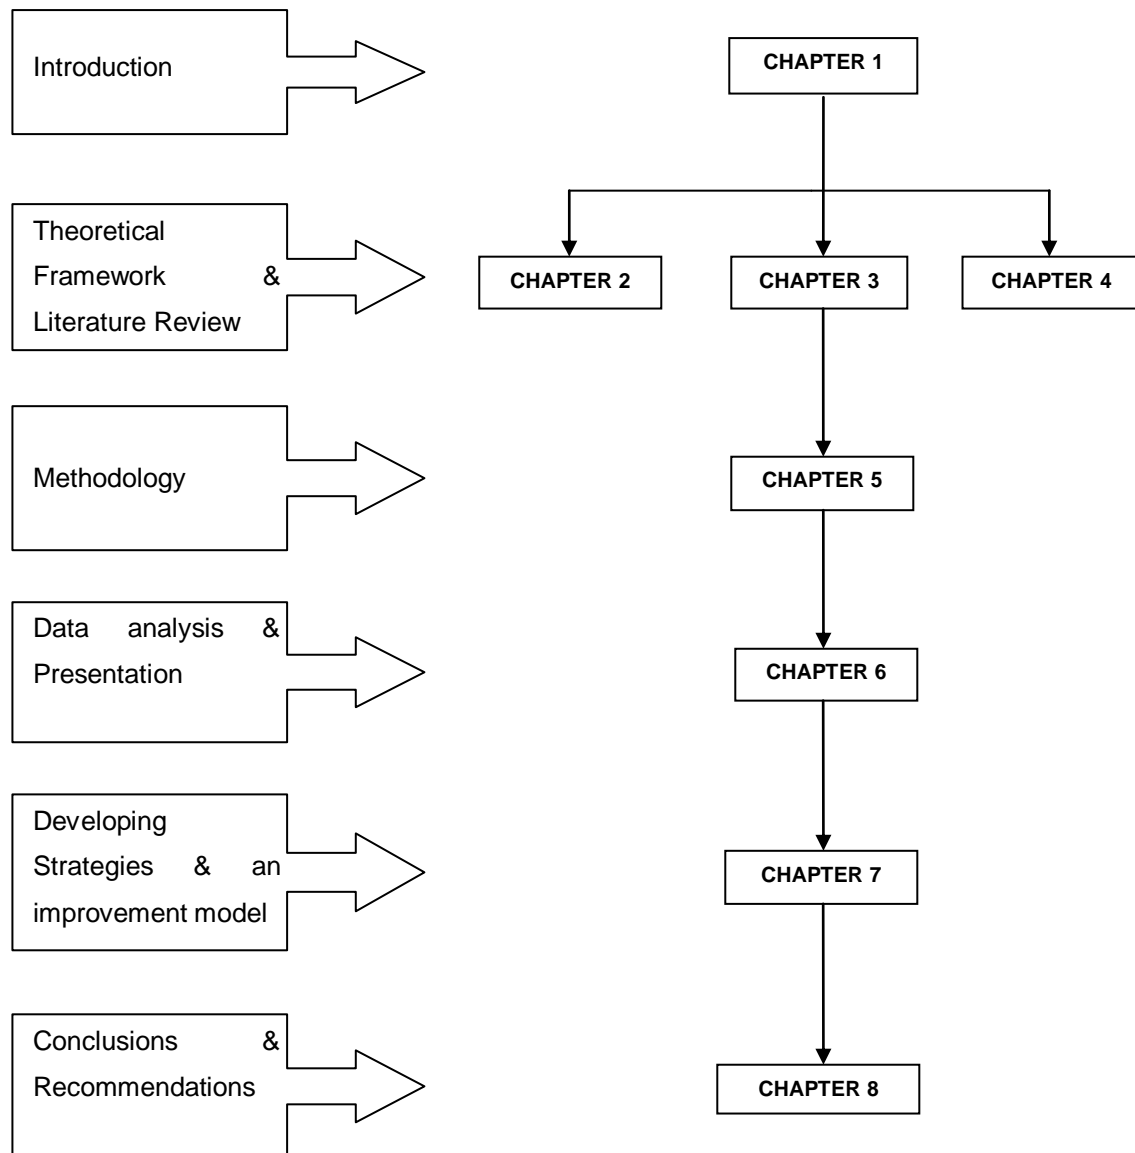 Introduction
CHAPTER 1
Theoretical
Framework &
Literature Review
CHAPTER 2
CHAPTER 3
CHAPTER 4
Methodology
CHAPTER 5
Data analysis &
Presentation
CHAPTER 6
Developing
Strategies & an
improvement model
CHAPTER 7
Conclusions &
Recommendations
CHAPTER 8